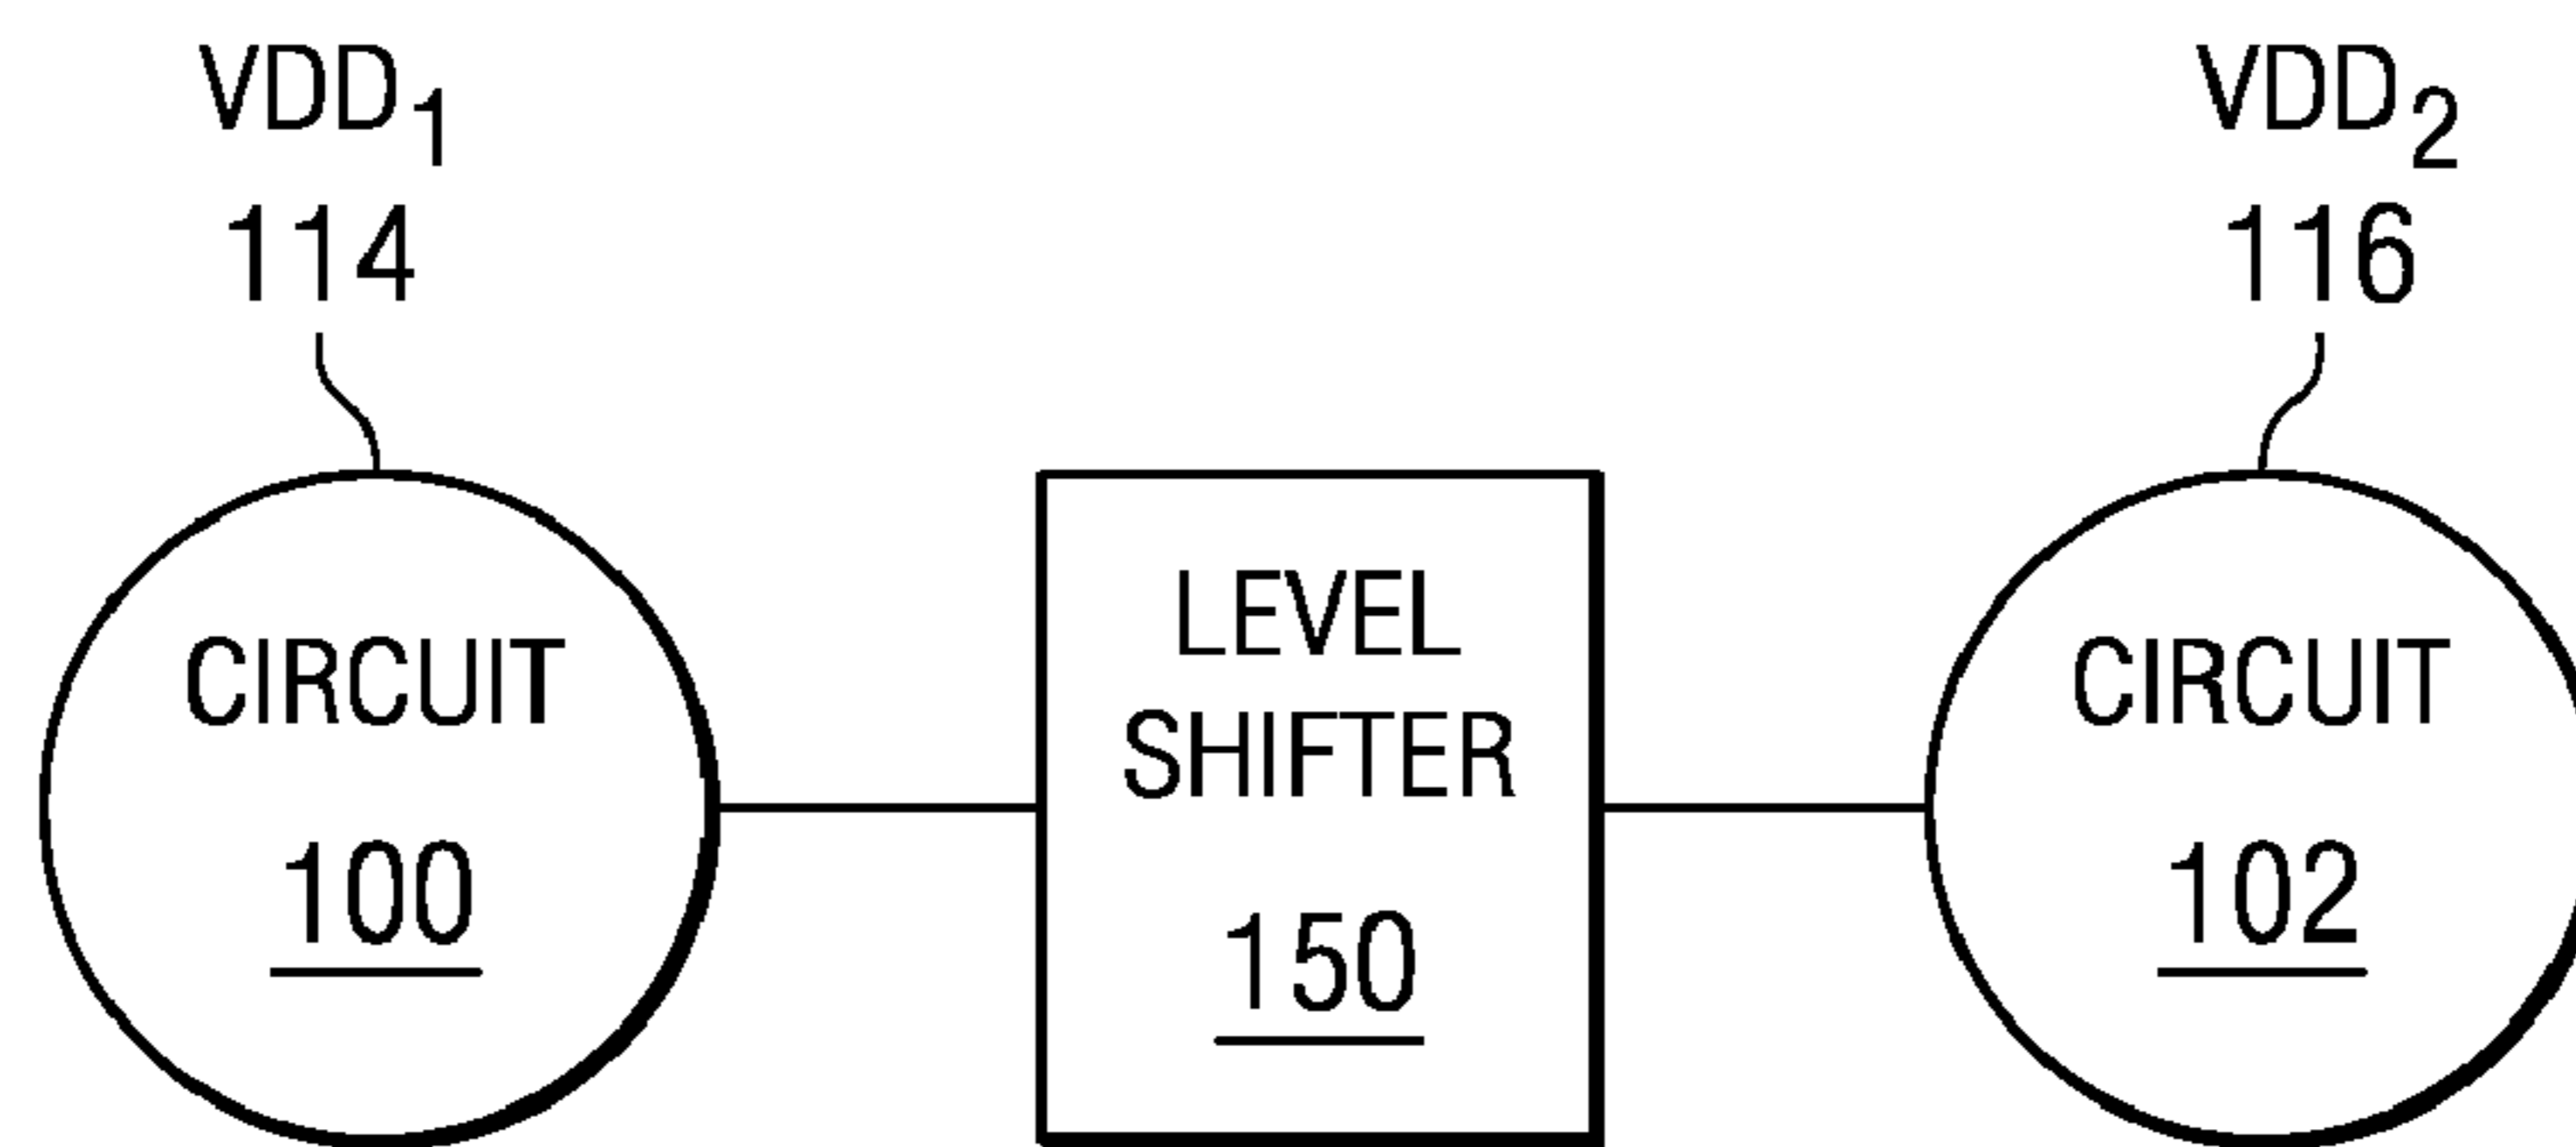 VDD1
114
VDD2
116
CIRCUIT
100
LEVEL
SHIFTER
150
CIRCUIT
102